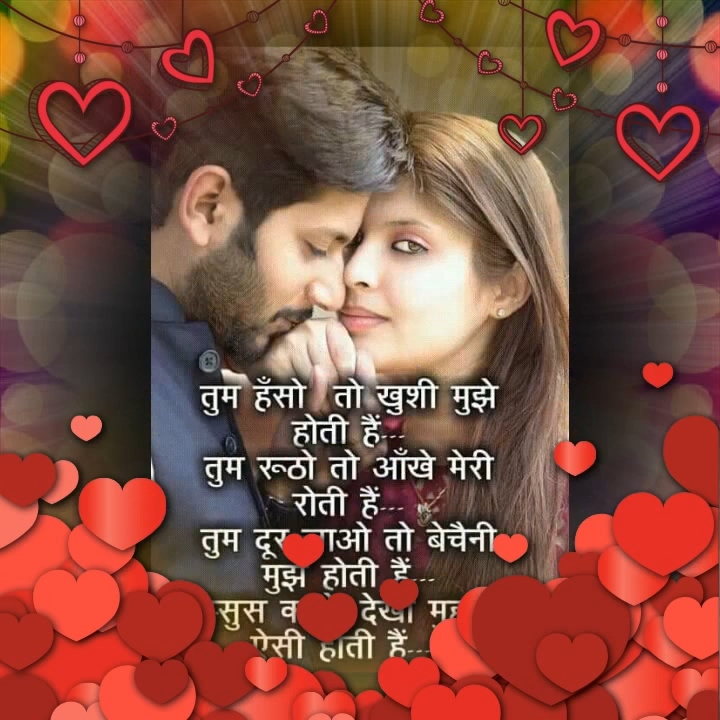 तुम हँसो तो खुशी मुझे
होती हैं---
तुम रूठो तो आँखे मेरी
रोती हैं---
तुम दूर तो बेचैनी
मुझे होती हैं---
देखो
ऐसी होती हैं---